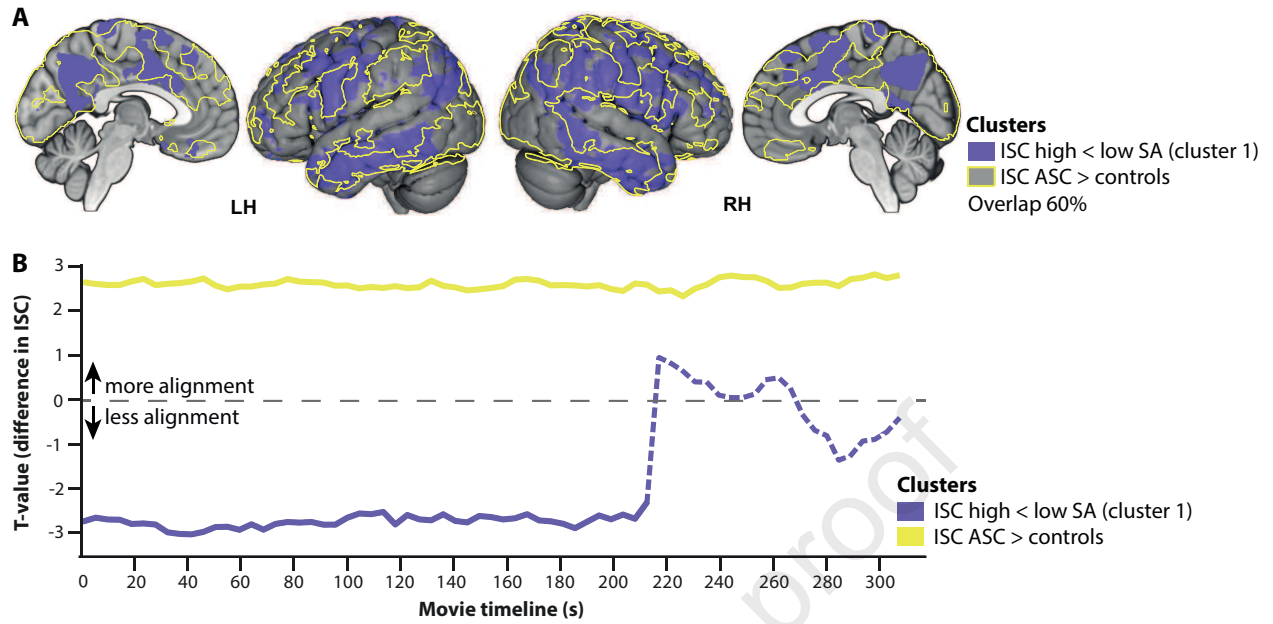 A
LH
RH
Clusters
ISC high < low SA (cluster 1)
ISC ASC > controls
Overlap 60%
B
T-value (difference in ISC)
3
2
1
0
-1
-2
-3
more alignment
less alignment
0 20 40 60 80 100 120 140 160 180 200 220 240 260 280 300
Movie timeline (s)
Clusters
ISC high < low SA (cluster 1)
ISC ASC > controls
proof